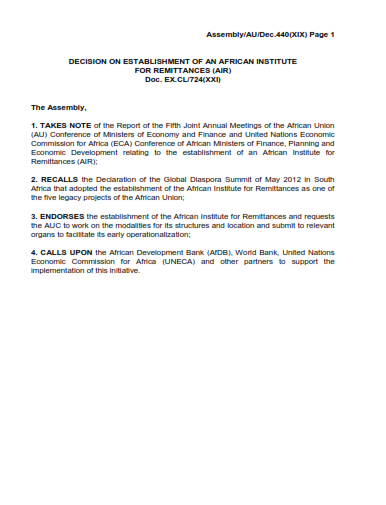 Assembly/AU/Dec.440(XIX) Page 1
DECISION ON ESTABLISHMENT OF AN AFRICAN INSTITUTE
FOR REMITTANCES (AIR)
Doc. EX.CL/724(XXI)
The Assembly,
1. TAKES NOTE of the Report of the Fifth Joint Annual Meetings of the African Union
(AU) Conference of Ministers of Economy and Finance and United Nations Economic
Commission for Africa (ECA) Conference of African Ministers of Finance, Planning and
Economic Development relating to the establishment of an African Institute for
Remittances (AIR);
2. RECALLS the Declaration of the Global Diaspora Summit of May 2012 in South
Africa that adopted the establishment of the African Institute for Remittances as one of
the five legacy projects of the African Union;
3. ENDORSES the establishment of the African Institute for Remittances and requests
the AUC to work on the modalities for its structures and location and submit to relevant
organs to facilitate its early operationalization;
4. CALLS UPON the African Development Bank (AfDB), World Bank, United Nations
Economic Commission for Africa (UNECA) and other partners to support the
implementation of this initiative.